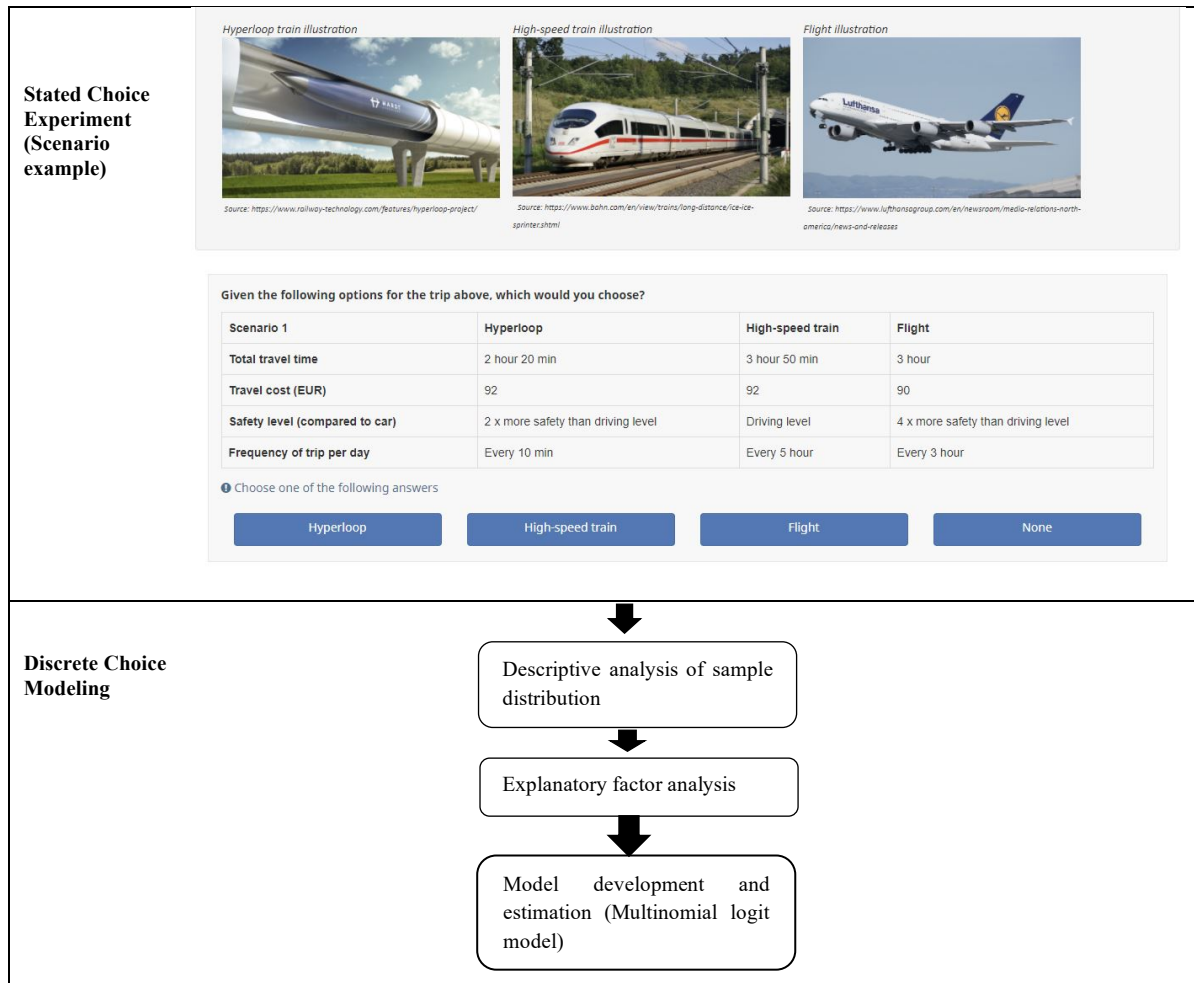 Hyperloop train illustration
High-speed train illustration
Flight illustration
HARDT
Lufthansa
Stated Choice
Experiment
(Scenario
example)
Source: https://www.railway-technology.com/features/hyperloop-project/
Source: https://www.bahn.com/en/view/trains/long-distance/ice-ice-
sprinter.shtml
Source: https://www.lufthansagroup.com/en/newsroom/media-relations-north-
america/news-and-releases
Given the following options for the trip above, which would you choose?
Scenario 1 Hyperloop High-speed train Flight
Total travel time 2 hour 20 min 3 hour 50 min 3 hour
Travel cost (EUR) 92 92 90
Safety level (compared to car) 2 x more safety than driving level Driving level 4 x more safety than driving level
Frequency of trip per day Every 10 min Every 5 hour Every 3 hour
Choose one of the following answers
Hyperloop High-speed train Flight None
Discrete Choice
Modeling
Descriptive analysis of sample
distribution
Explanatory factor analysis
Model development and
estimation (Multinomial logit
model)